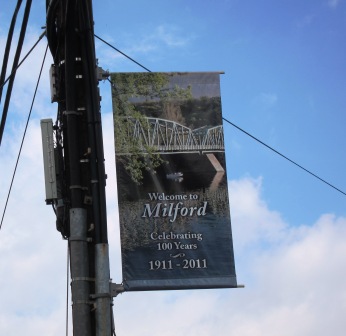 Welcome to
Milford
Celebrating
100 Years
1911 - 2011